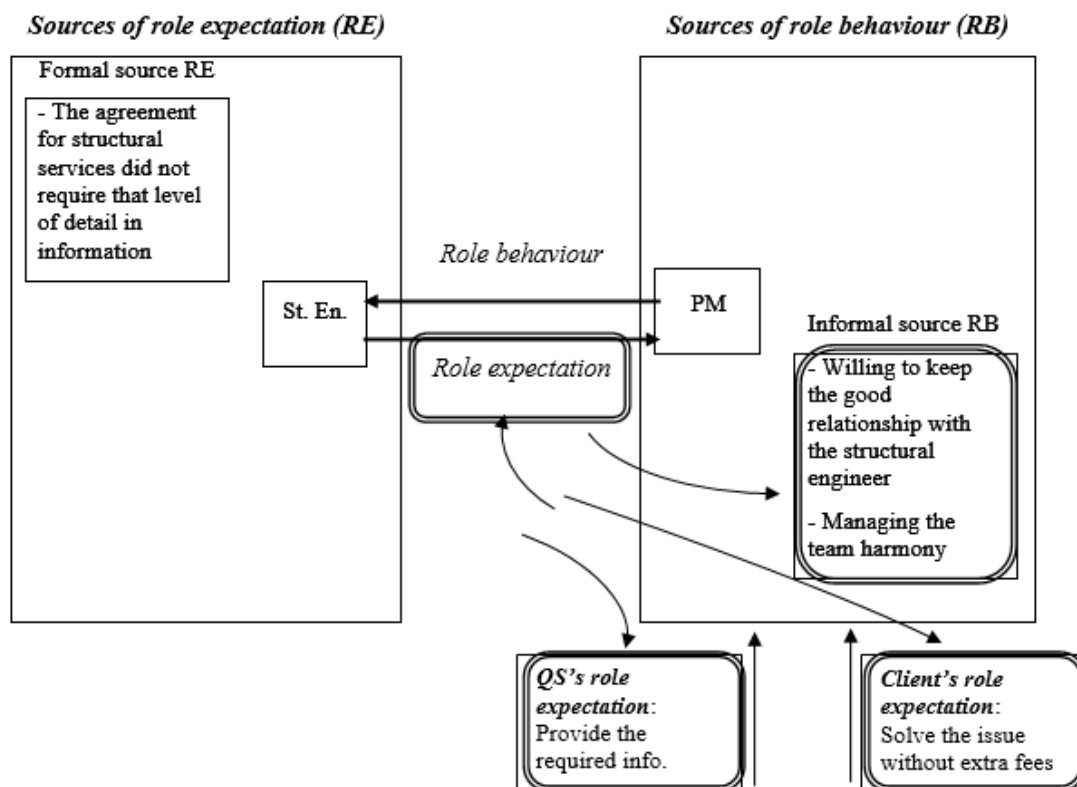 Sources of role expectation (RE)
Sources of role behaviour (RB)
Formal source RE
- The agreement
for structural
services did not
require that level
of detail in
information
Role behaviour
St. En.
PM
Role expectation
Informal source RB
- Willing to keep
the good
relationship with
the structural
engineer
- Managing the
team harmony
QS's role
expectation:
Provide the
required info.
Client's role
expectation:
Solve the issue
without extra fees